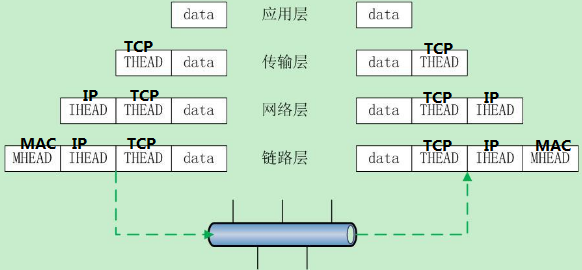 data 应用层 data
TCP TCP
THEAD data 传输层 data THEAD
IP TCP TCP IP
IHEAD THEAD data 网络层 data THEAD IHEAD
MAC IP TCP TCP IP MAC
MHEAD IHEAD THEAD data 链路层 data THEAD IHEAD MHEAD